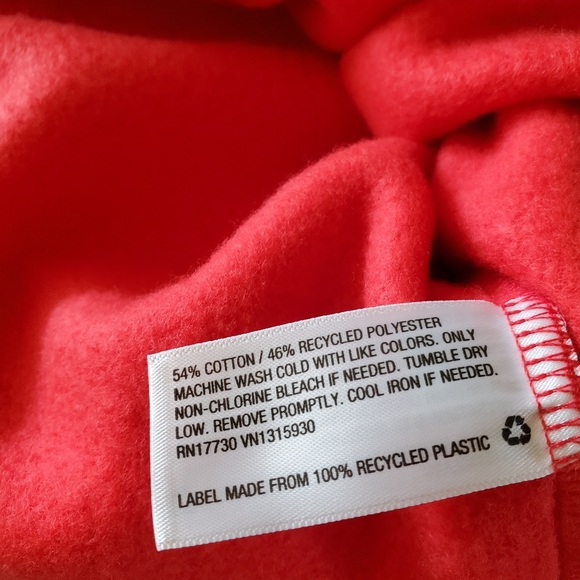 54% COTTON / 46% RECYCLED POLYESTER
MACHINE WASH COLD WITH LIKE COLORS. ONLY
NON-CHLORINE BLEACH IF NEEDED. TUMBLE DRY
LOW. REMOVE PROMPTLY. COOL IRON IF NEEDED.
RN17730 VN1315930
LABEL MADE FROM 100% RECYCLED PLASTIC